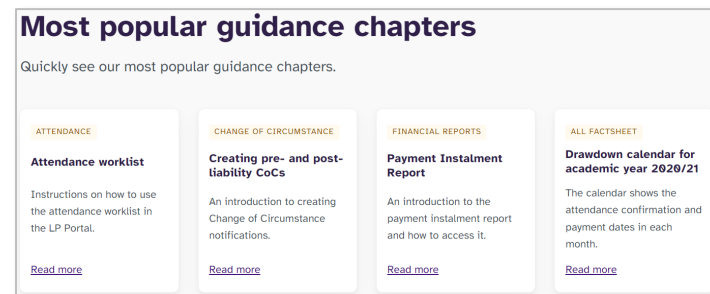 Most popular guidance chapters
Quickly see our most popular guidance chapters.
ATTENDANCE
Attendance worklist
Instructions on how to use
the attendance worklist in
the LP Portal.
Read more
CHANGE OF CIRCUMSTANCE
Creating pre- and post-
liability CoCs
An introduction to creating
Change of Circumstance
notifications.
Read more
FINANCIAL REPORTS
Payment Instalment
Report
An introduction to the
payment instalment report
and how to access it.
Read more
ALL FACTSHEET
Drawdown calendar for
academic year 2020/21
The calendar shows the
attendance confirmation and
payment dates in each
month.
Read more